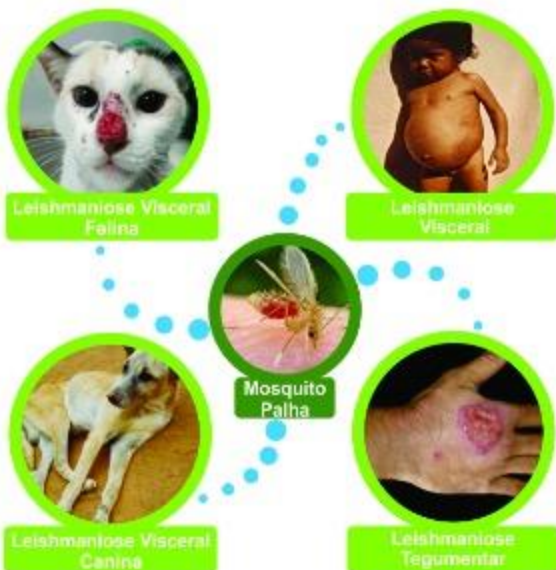 Leishmaniose Visceral
Felina
Leishmaniose
Visceral
Mosquito
Palha
Leishmaniose Visceral
Canina
Leishmaniose
Tegumentar